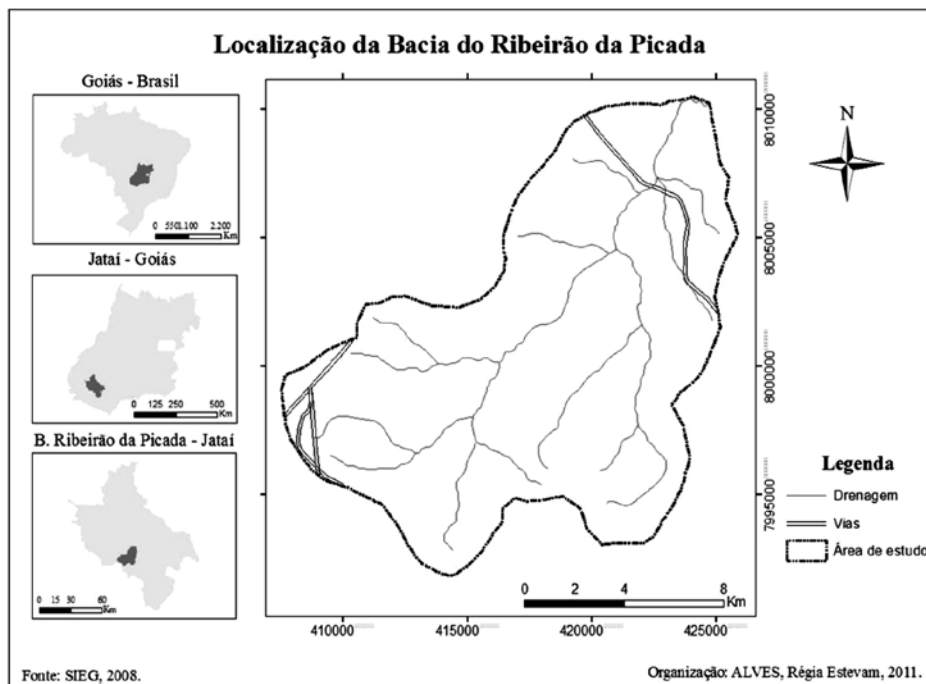 Localização da Bacia do Ribeirão da Picada
Goiás - Brasil
0 5501.100 2.200
Km
Jataí - Goiás
0 125 250 500
Km
B. Ribeirão da Picada - Jataí
0 15 30 60
Km
N
8010000
8005000
8000000
7995000
Legenda
Drenagem
Vias
Área de estudo
0 2 4 8
Km
410000 415000 420000 425000
Fonte: SIEG, 2008.
Organização: ALVES, Régia Estevam, 2011.